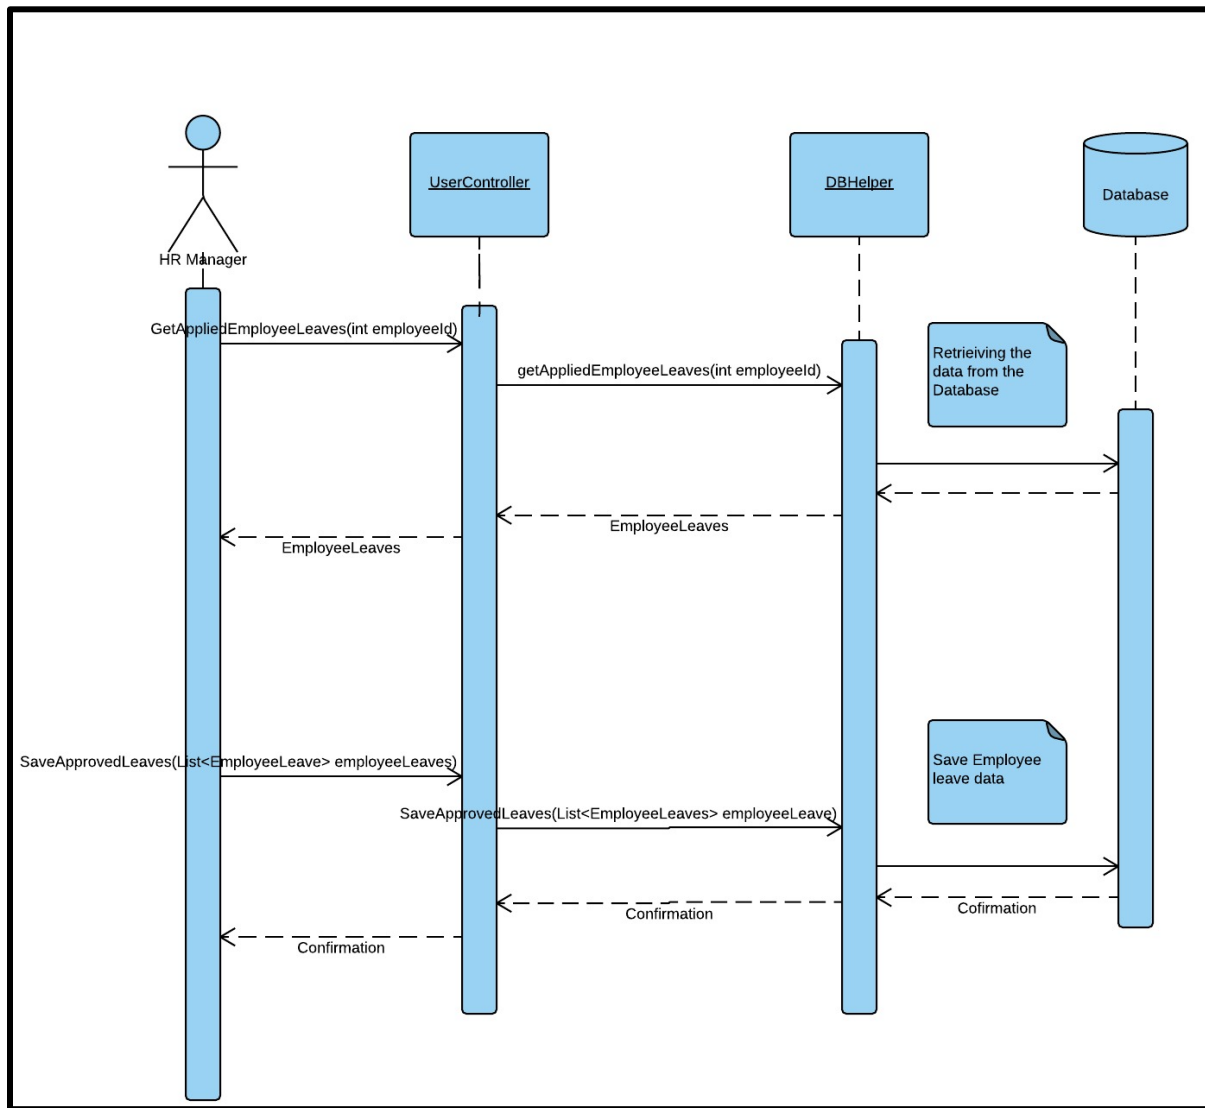 UserController
DBHelper
Database
HR Manager
GetAppliedEmployeeLeaves(int employeeId)
getAppliedEmployeeLeaves(int employeeId)
Retrieiving the
data from the
Database
EmployeeLeaves
EmployeeLeaves
SaveApprovedLeaves(List<EmployeeLeave> employeeLeaves)
Save Employee
leave data
SaveApprovedLeaves(List<EmployeeLeaves> employeeLeave)
Cofirmation
Confirmation
Confirmation